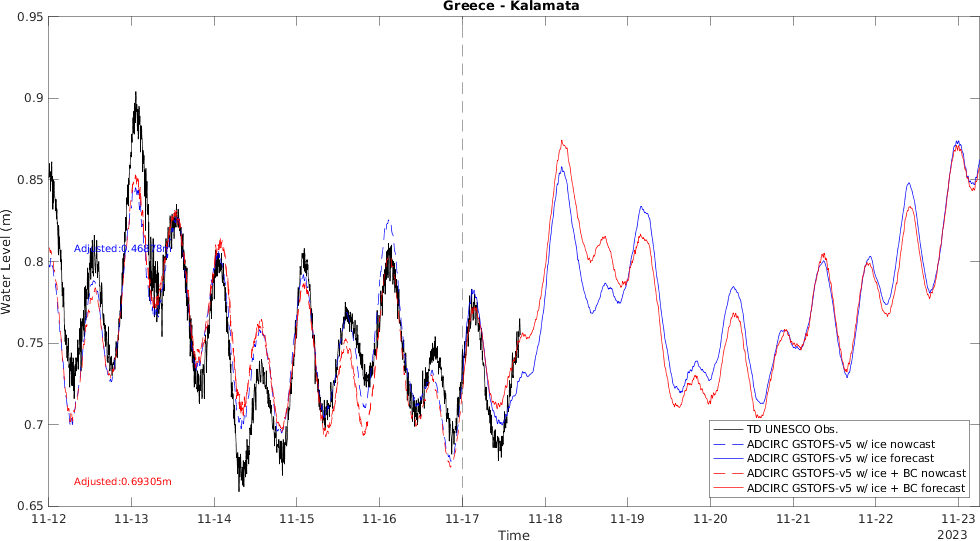 Greece - Kalamata
0.95
0.9
0.85
0.8
0.75
0.7
0.65
Water Level (m)
Adjusted:0.46878m
Adjusted:0.69305m
TD UNESCO Obs.
ADCIRC GSTOFS-v5 w/ ice nowcast
ADCIRC GSTOFS-v5 w/ ice forecast
ADCIRC GSTOFS-v5 w/ ice + BC nowcast
ADCIRC GSTOFS-v5 w/ ice + BC forecast
11-12 11-13 11-14 11-15 11-16 11-17 11-18 11-19 11-20 11-21 11-22 11-23
Time
2023